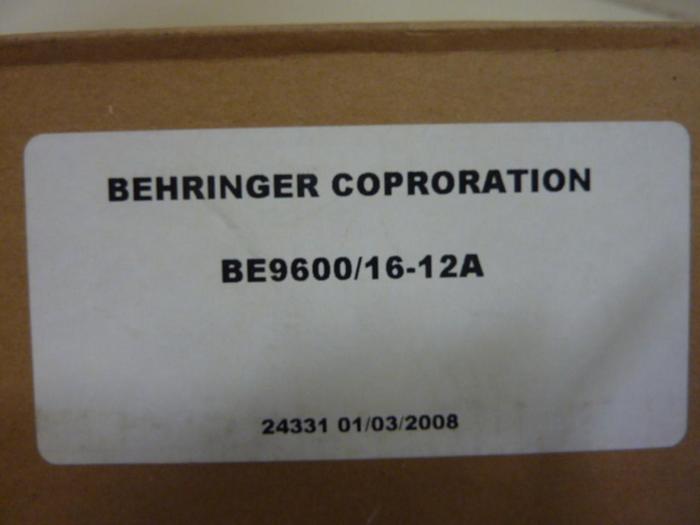 BEHRINGER COPRORATION
BE9600/16-12A
24331 01/03/2008